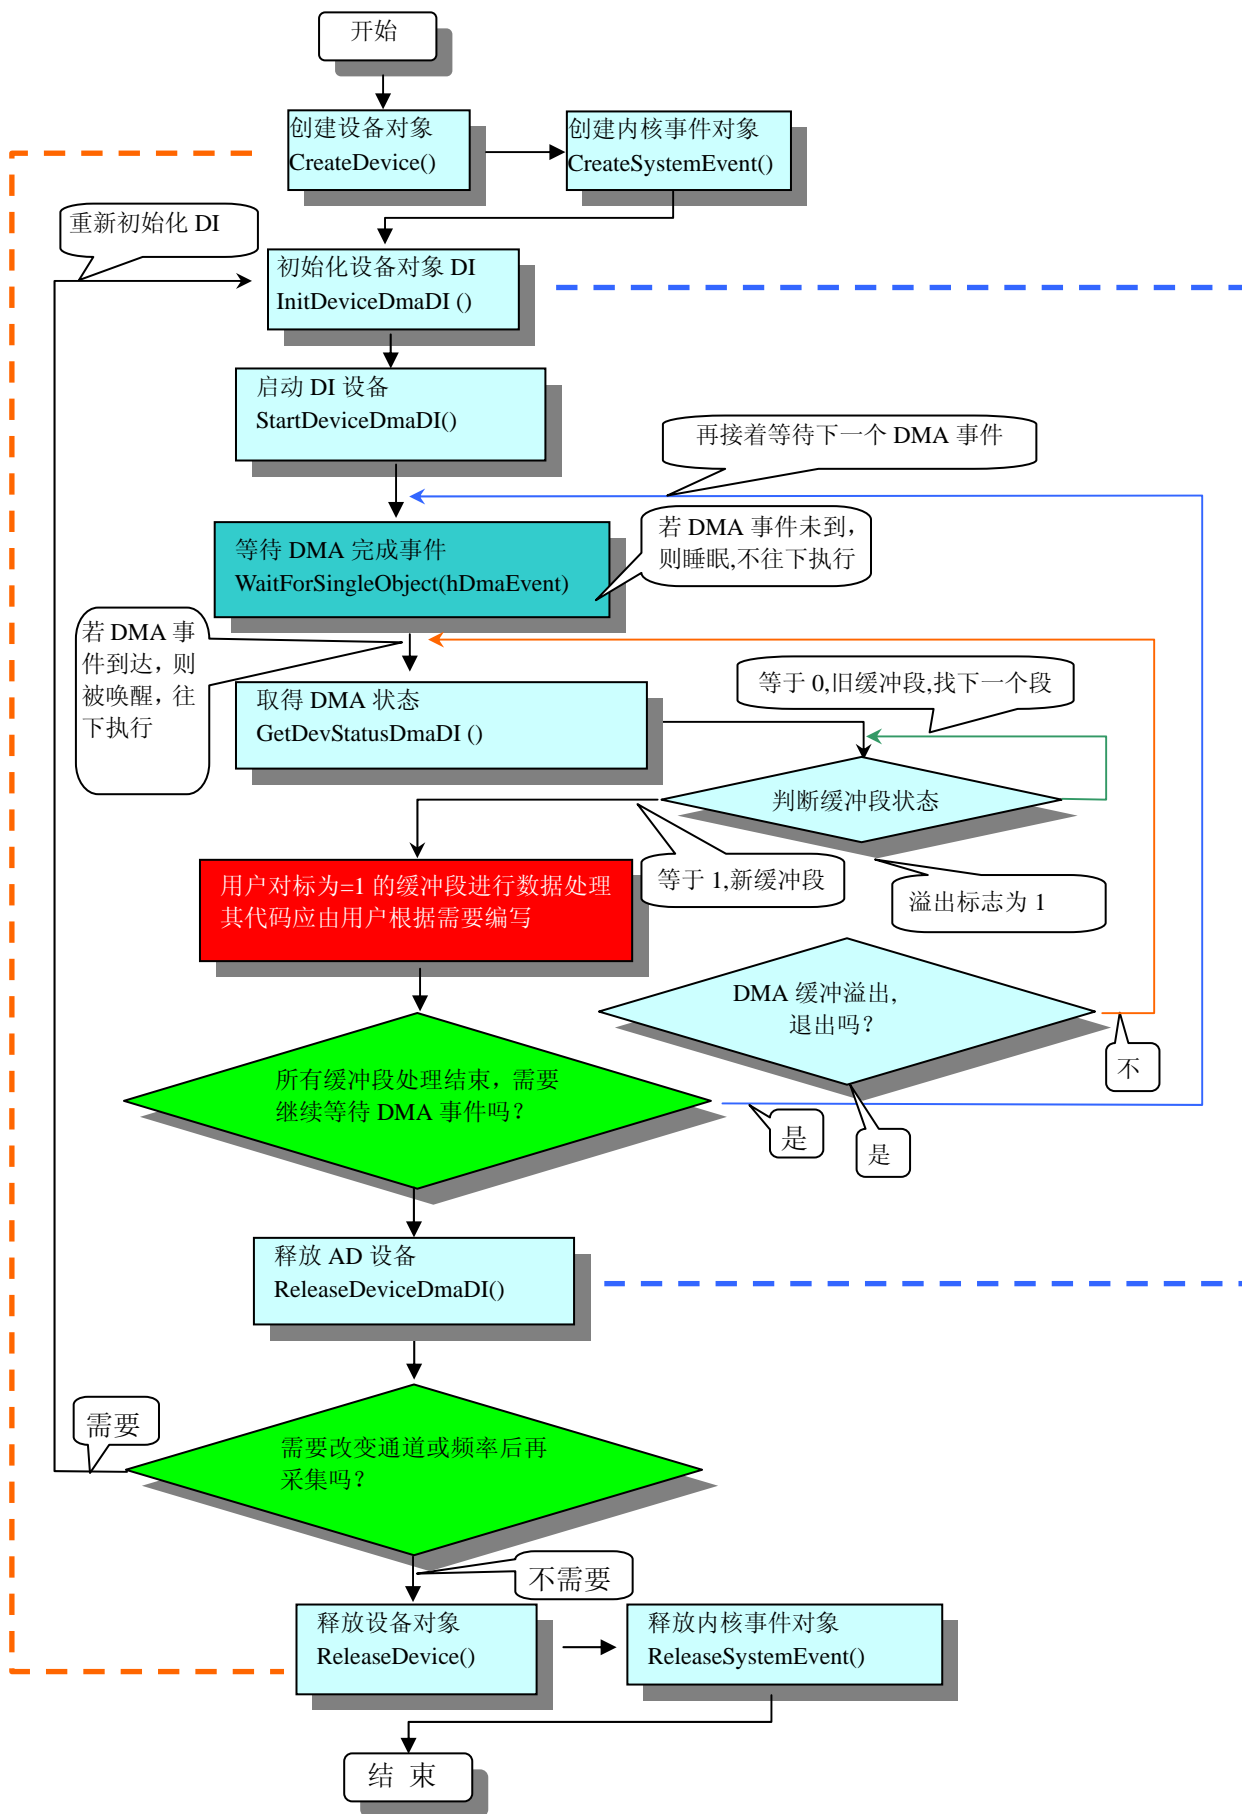 开始
创建设备对象
CreateDevice()
创建内核事件对象
CreateSystemEvent()
重新初始化 DI
初始化设备对象 DI
InitDeviceDmaDI ()
启动 DI 设备
StartDeviceDmaDI()
再接着等待下一个 DMA 事件
等待 DMA 完成事件
WaitForSingleObject(hDmaEvent)
若 DMA 事件未到，
则睡眠,不往下执行
若 DMA 事
件到达，则
被唤醒，往
下执行
取得 DMA 状态
GetDevStatusDmaDI ()
等于 0,旧缓冲段,找下一个段
判断缓冲段状态
等于 1,新缓冲段
溢出标志为 1
用户对标为=1 的缓冲段进行数据处理
其代码应由用户根据需要编写
DMA 缓冲溢出,
退出吗？
不
所有缓冲段处理结束，需要
继续等待 DMA 事件吗？
是
是
释放 AD 设备
ReleaseDeviceDmaDI()
需要
需要改变通道或频率后再
采集吗？
不需要
释放设备对象
ReleaseDevice()
释放内核事件对象
ReleaseSystemEvent()
结 束